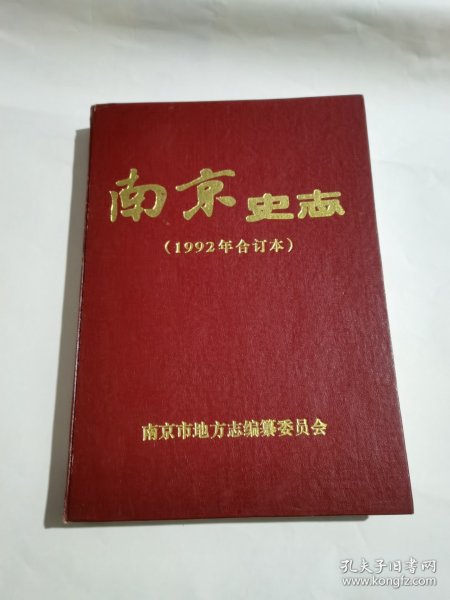 南京史志
(1992年合订本)
南京市地方志编纂委员会
孔夫子旧书网
www.kongfz.com